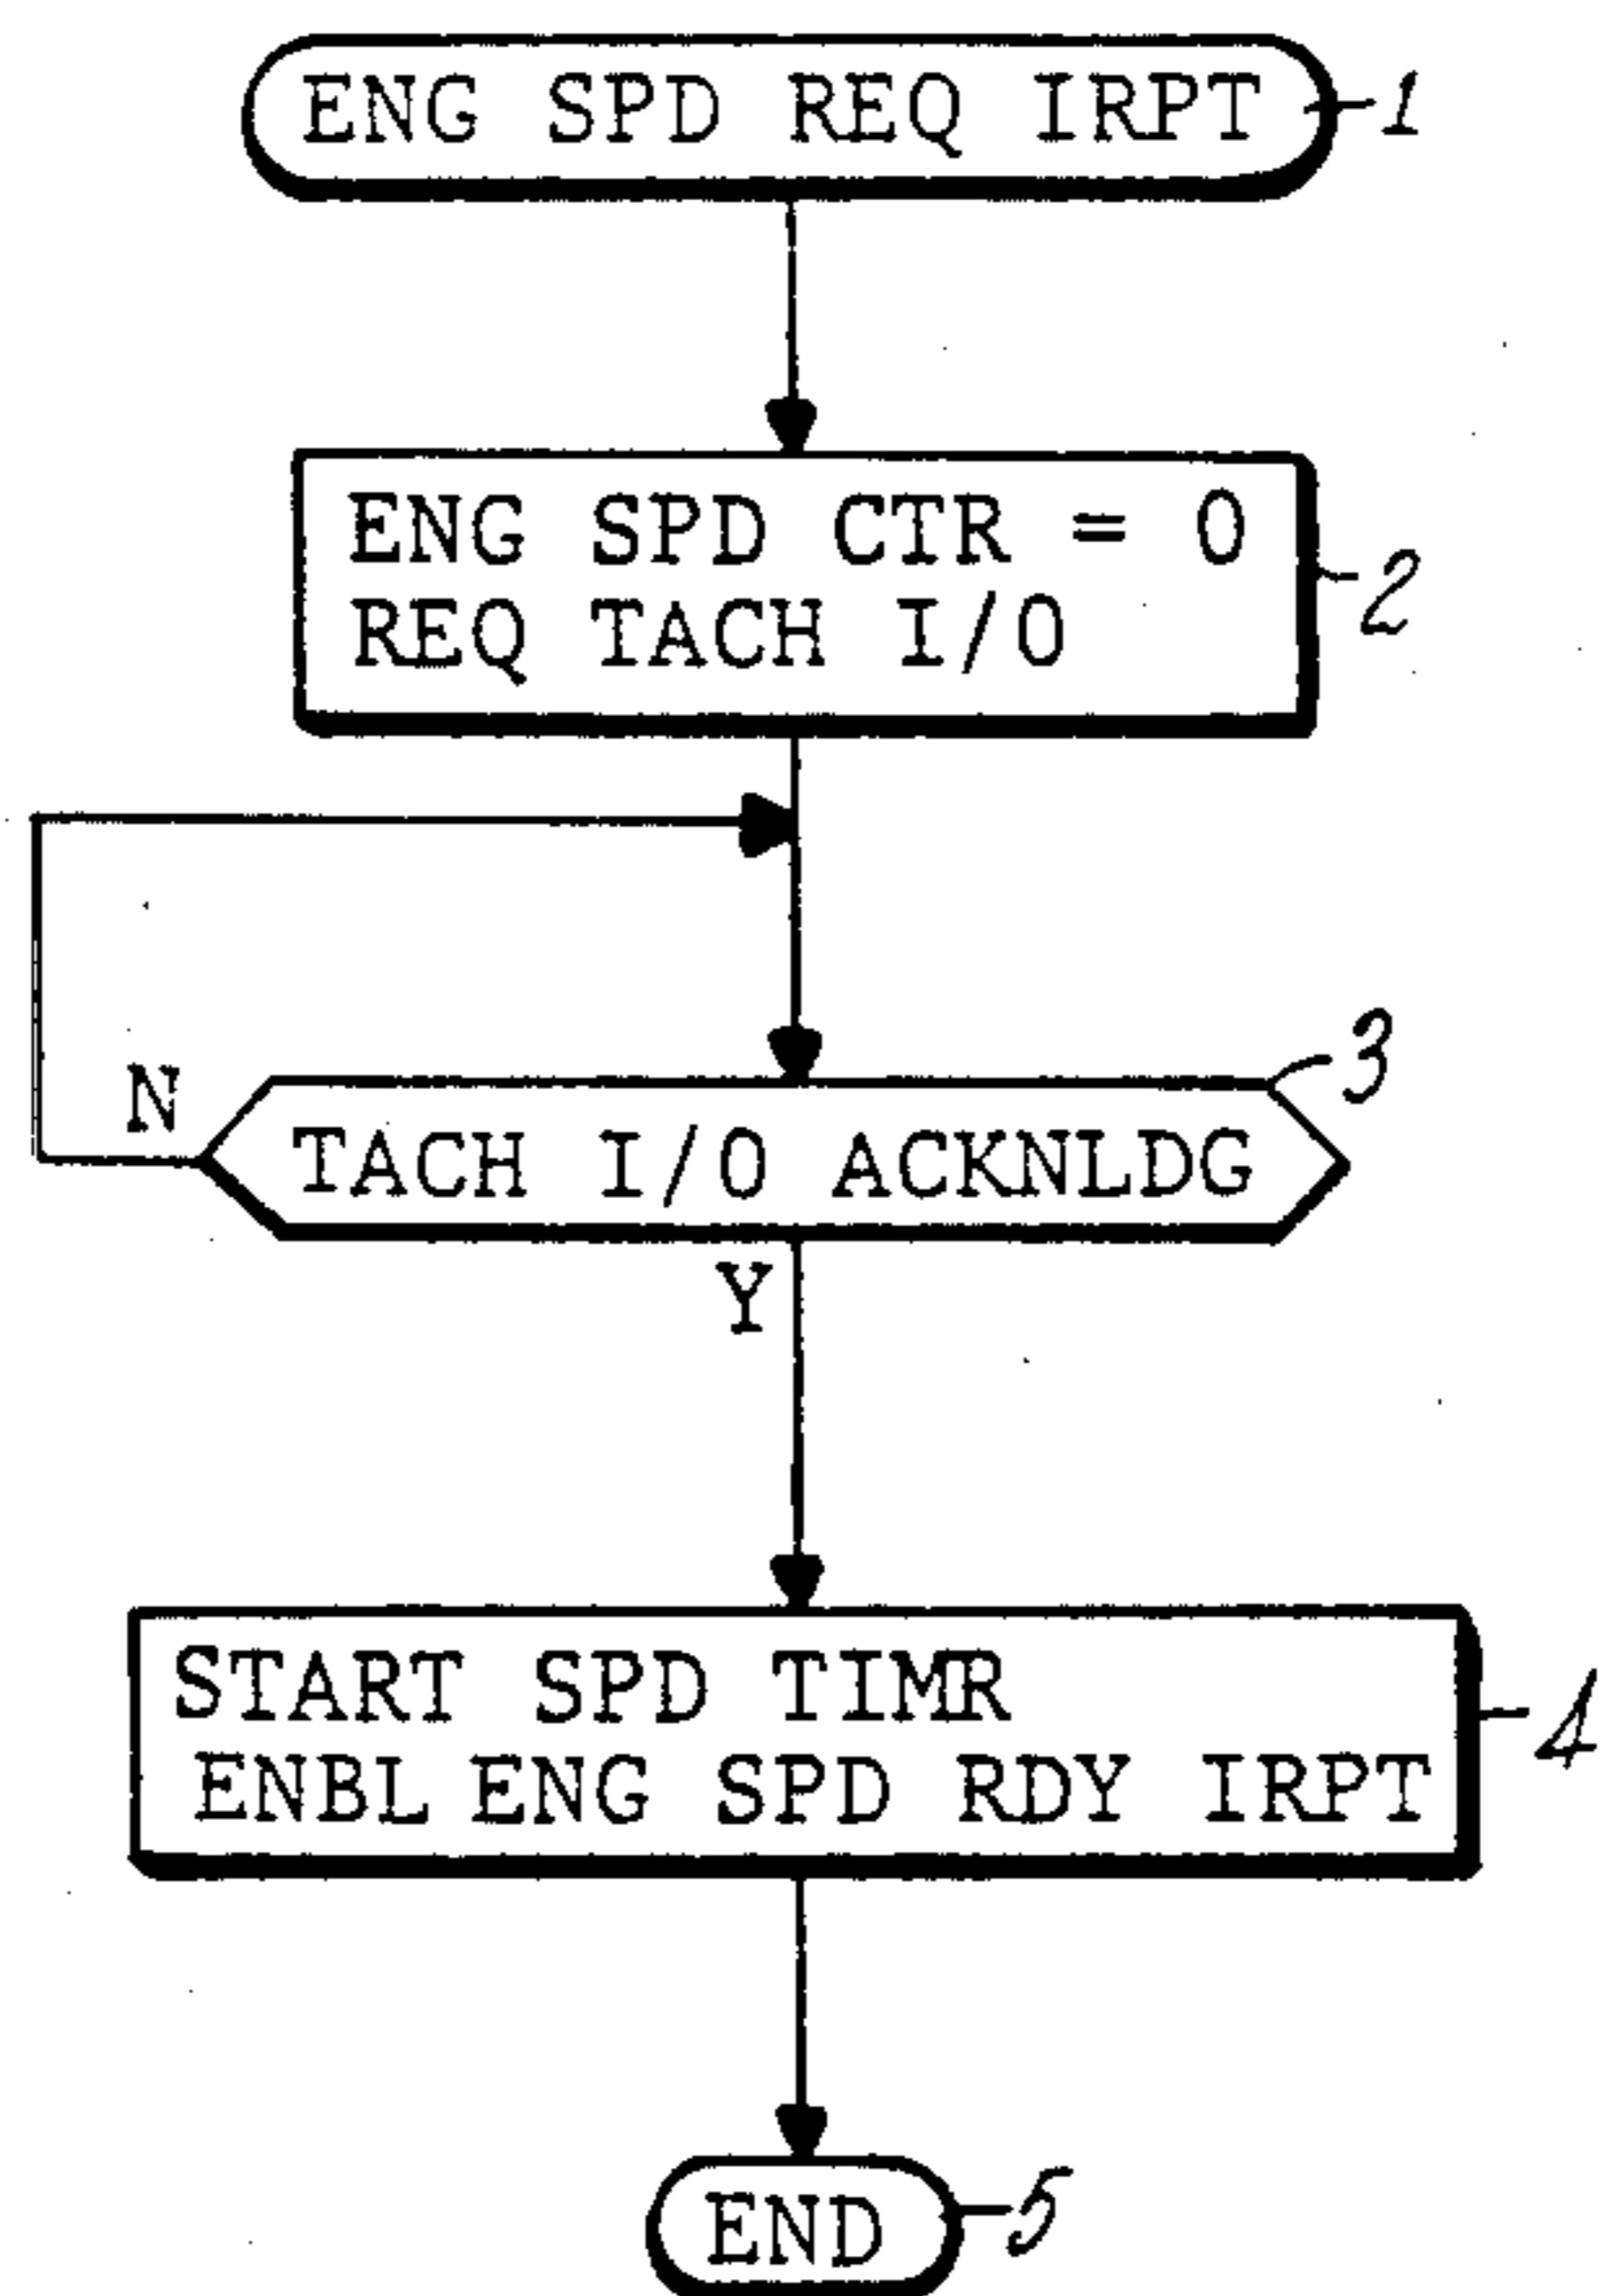 ENG SPD REQ IRPT 1
ENG SPD CTR = 0
REQ TACH I/O
2
3
N
TACH I/O ACKNLDG
Y
START SPD TIMR
ENBL ENG SPD RDY IRPT
4
END 5